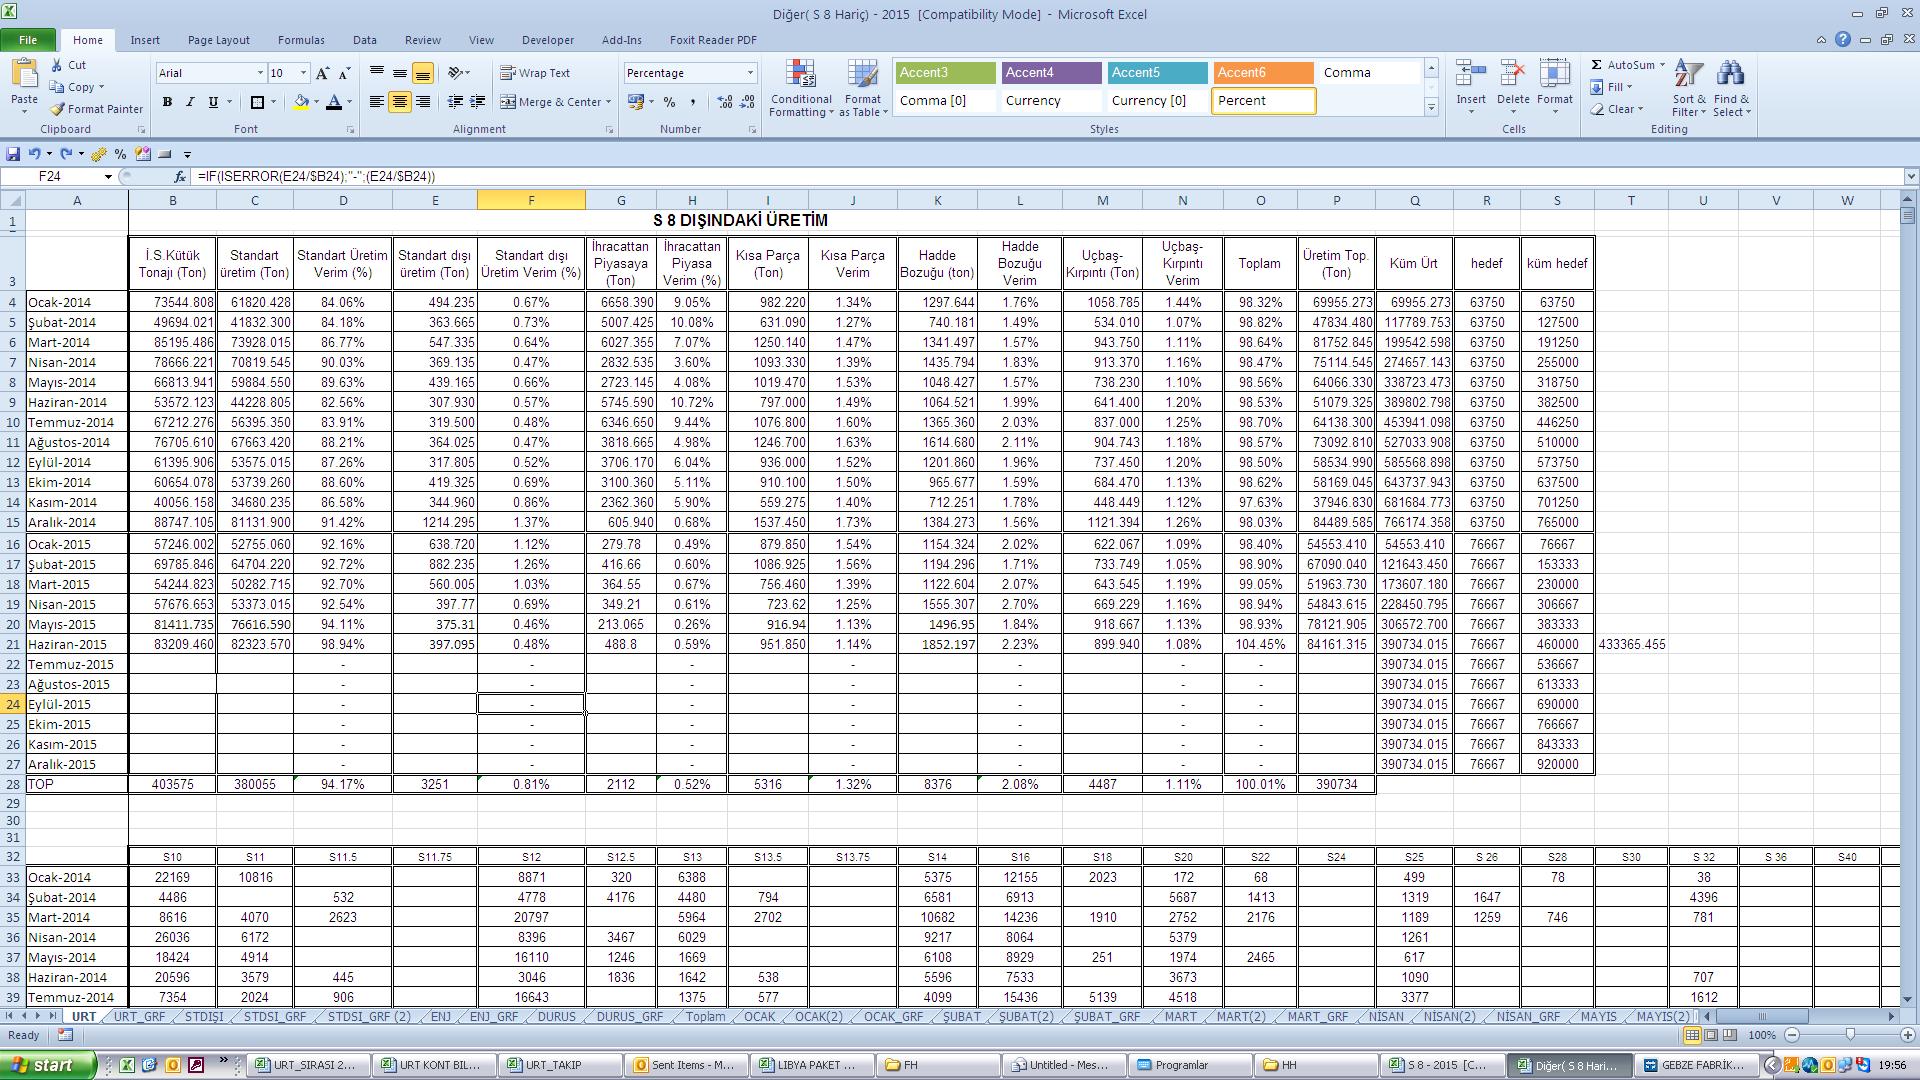 Diğer( S 8 Hariç) - 2015 [Compatibility Mode] - Microsoft Excel
File Home Insert Page Layout Formulas Data Review View Developer Add-Ins Foxit Reader PDF
Paste Cut Copy Format Painter Clipboard
Arial 10 B I U Font
Wrap Text Merge & Center Alignment
Percentage % , Number
Conditional Formatting Format as Table
Accent3 Accent4 Accent5 Accent6 Comma
Comma [0] Currency Currency [0] Percent
Styles
Insert Delete Format Cells
AutoSum Fill Clear Sort & Filter Find & Select Editing
F24 fx =IF(ISERROR(E24/$B24);"-";(E24/$B24))
A B C D E F G H I J K L M N O P Q R S T U V W
1 S 8 DIŞINDAKİ ÜRETİM
3 İ.S.Kütük Tonajı (Ton) Standart üretim (Ton) Standart Üretim Verim (%) Standart dışı üretim (Ton) Standart dışı Üretim Verim (%) İhracattan Piyasaya (Ton) İhracattan Piyasa Verim (%) Kısa Parça (Ton) Kısa Parça Verim Hadde Bozuğu (ton) Hadde Bozuğu Verim Uçbaş-Kırpıntı (Ton) Uçbaş-Kırpıntı Verim Toplam Üretim Top. (Ton) Küm Ürt hedef küm hedef
4 Ocak-2014 73544.808 61820.428 84.06% 494.235 0.67% 6658.390 9.05% 982.220 1.34% 1297.644 1.76% 1058.785 1.44% 98.32% 69955.273 69955.273 63750 63750
5 Şubat-2014 49694.021 41832.300 84.18% 363.665 0.73% 5007.425 10.08% 631.090 1.27% 740.181 1.49% 534.010 1.07% 98.82% 47834.480 117789.753 63750 127500
6 Mart-2014 85195.486 73928.015 86.77% 547.335 0.64% 6027.355 7.07% 1250.140 1.47% 1341.497 1.57% 943.750 1.11% 98.64% 81752.845 199542.598 63750 191250
7 Nisan-2014 78666.221 70819.545 90.03% 369.135 0.47% 2832.535 3.60% 1093.330 1.39% 1435.794 1.83% 913.370 1.16% 98.47% 75114.545 274657.143 63750 255000
8 Mayıs-2014 66813.941 59884.550 89.63% 439.165 0.66% 2723.145 4.08% 1019.470 1.53% 1048.427 1.57% 738.230 1.10% 98.56% 64066.330 338723.473 63750 318750
9 Haziran-2014 53572.123 44228.805 82.56% 307.930 0.57% 5745.590 10.72% 797.000 1.49% 1064.521 1.99% 641.400 1.20% 98.53% 51079.325 389802.798 63750 382500
10 Temmuz-2014 67212.276 56395.350 83.91% 319.500 0.48% 6346.650 9.44% 1076.800 1.60% 1365.360 2.03% 837.000 1.25% 98.70% 64138.300 453941.098 63750 446250
11 Ağustos-2014 76705.610 67663.420 88.21% 364.025 0.47% 3818.665 4.98% 1246.700 1.63% 1614.680 2.11% 904.743 1.18% 98.57% 73092.810 527033.908 63750 510000
12 Eylül-2014 61395.906 53575.015 87.26% 317.805 0.52% 3706.170 6.04% 936.000 1.52% 1201.860 1.96% 737.450 1.20% 98.50% 58534.990 585568.898 63750 573750
13 Ekim-2014 60654.078 53739.260 88.60% 419.325 0.69% 3100.360 5.11% 910.100 1.50% 965.677 1.59% 684.470 1.13% 98.62% 58169.045 643737.943 63750 637500
14 Kasım-2014 40056.158 34680.235 86.58% 344.960 0.86% 2362.360 5.90% 559.275 1.40% 712.251 1.78% 448.449 1.12% 97.63% 37946.830 681684.773 63750 701250
15 Aralık-2014 88747.105 81131.900 91.42% 1214.295 1.37% 605.940 0.68% 1537.450 1.73% 1384.273 1.56% 1121.394 1.26% 98.03% 84489.585 766174.358 63750 765000
16 Ocak-2015 57246.002 52755.060 92.16% 638.720 1.12% 279.78 0.49% 879.850 1.54% 1154.324 2.02% 622.067 1.09% 98.40% 54553.410 54553.410 76667 76667
17 Şubat-2015 69785.846 64704.220 92.72% 882.235 1.26% 416.66 0.60% 1086.925 1.56% 1194.296 1.71% 733.749 1.05% 98.90% 67090.040 121643.450 76667 153333
18 Mart-2015 54244.823 50282.715 92.70% 560.005 1.03% 364.55 0.67% 756.460 1.39% 1122.604 2.07% 643.545 1.19% 99.05% 51963.730 173607.180 76667 230000
19 Nisan-2015 57676.653 53373.015 92.54% 397.77 0.69% 349.21 0.61% 723.62 1.25% 1555.307 2.70% 669.229 1.16% 98.94% 54843.615 228450.795 76667 306667
20 Mayıs-2015 81411.735 76616.590 94.11% 375.31 0.46% 213.065 0.26% 916.94 1.13% 1496.95 1.84% 918.667 1.13% 98.93% 78121.905 306572.700 76667 383333
21 Haziran-2015 83209.460 82323.570 98.94% 397.095 0.48% 488.8 0.59% 951.850 1.14% 1852.197 2.23% 899.940 1.08% 104.45% 84161.315 390734.015 76667 460000 433365.455
22 Temmuz-2015 - - - - - - - 390734.015 76667 536667
23 Ağustos-2015 - - - - - - - 390734.015 76667 613333
24 Eylül-2015 - - - - - - - 390734.015 76667 690000
25 Ekim-2015 - - - - - - - 390734.015 76667 766667
26 Kasım-2015 - - - - - - - 390734.015 76667 843333
27 Aralık-2015 - - - - - - - 390734.015 76667 920000
28 TOP 403575 380055 94.17% 3251 0.81% 2112 0.52% 5316 1.32% 8376 2.08% 4487 1.11% 100.01% 390734
29
30
31
32 S10 S11 S11.5 S11.75 S12 S12.5 S13 S13.5 S13.75 S14 S16 S18 S20 S22 S24 S25 S 26 S28 S30 S 32 S 36 S40
33 Ocak-2014 22169 10816 8871 320 6388 5375 12155 2023 172 68 499 78 38
34 Şubat-2014 4486 532 4778 4176 4480 794 6581 6913 5687 1413 1319 1647 4396
35 Mart-2014 8616 4070 2623 20797 5964 2702 10682 14236 1910 2752 2176 1189 1259 746 781
36 Nisan-2014 26036 6172 8396 3467 6029 9217 8064 5379 1261
37 Mayıs-2014 18424 4914 16110 1246 1669 6108 8929 251 1974 2465 617
38 Haziran-2014 20596 3579 445 3046 1836 1642 538 5596 7533 3673 1090 707
39 Temmuz-2014 7354 2024 906 16643 1375 577 4099 15436 5139 4518 3377 1612
URT URT_GRF STDIŞI STDSI_GRF STDSI_GRF (2) ENJ ENJ_GRF DURUS DURUS_GRF Toplam OCAK OCAK(2) OCAK_GRF ŞUBAT ŞUBAT(2) ŞUBAT_GRF MART MART(2) MART_GRF NİSAN NİSAN(2) NİSAN_GRF MAYIS MAYIS(2)
Ready 100%
start URT_SIRASI 2... URT KONT BIL... URT_TAKIP Sent Items - M... LIBYA PAKET ... FH Untitled - Mes... Programlar HH S 8 - 2015 [C... Diğer( S 8 Hari... GEBZE FABRİK... 19:56